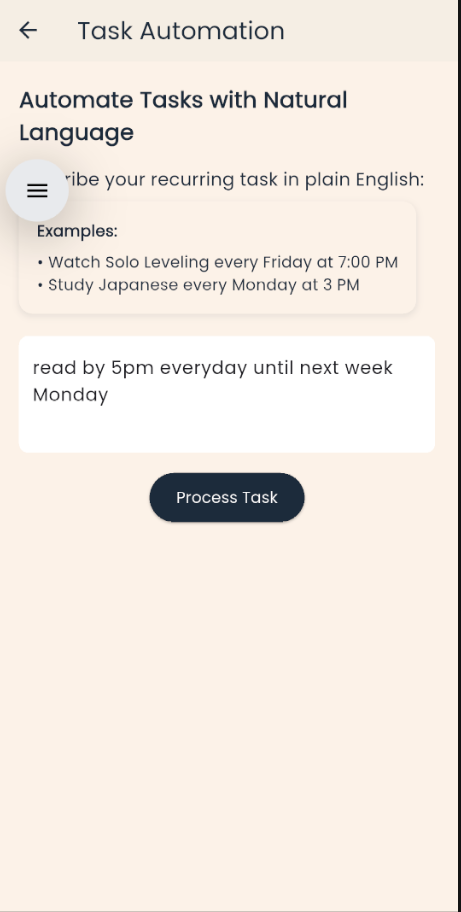 Task Automation
Automate Tasks with Natural
Language
ribe your recurring task in plain English:
Examples:
• Watch Solo Leveling every Friday at 7:00 PM
• Study Japanese every Monday at 3 PM
read by 5pm everyday until next week
Monday
Process Task